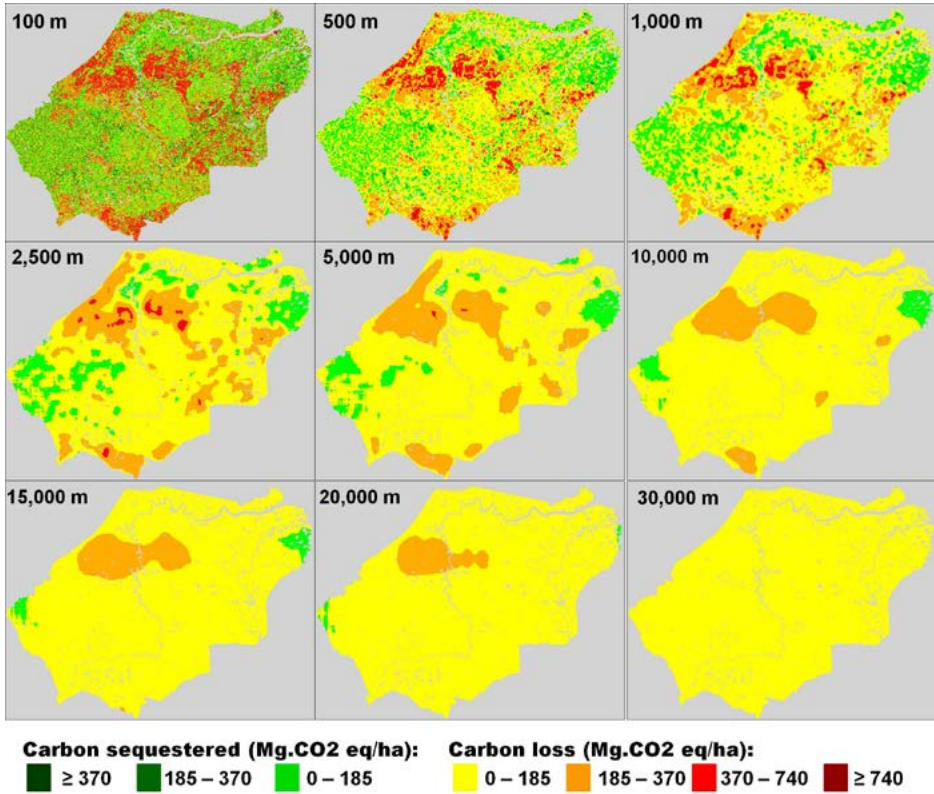 100 m
500 m
1,000 m
2,500 m
5,000 m
10,000 m
15,000 m
20,000 m
30,000 m
Carbon sequestered (Mg.CO2 eq/ha): Carbon loss (Mg.CO2 eq/ha):
≥ 370 185 – 370 0 – 185 0 – 185 185 – 370 370 – 740 ≥ 740